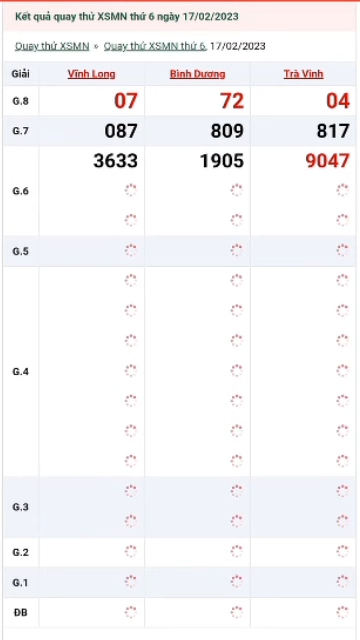 Kết quả quay thử XSMN thứ 6 ngày 17/02/2023
Quay thử XSMN » Quay thử XSMN thứ 6, 17/02/2023
Giải Vĩnh Long Bình Dương Trà Vinh
G.8 07 72 04
G.7 087 809 817
3633 1905 9047
G.6
G.5
G.4
G.3
G.2
G.1
ĐB